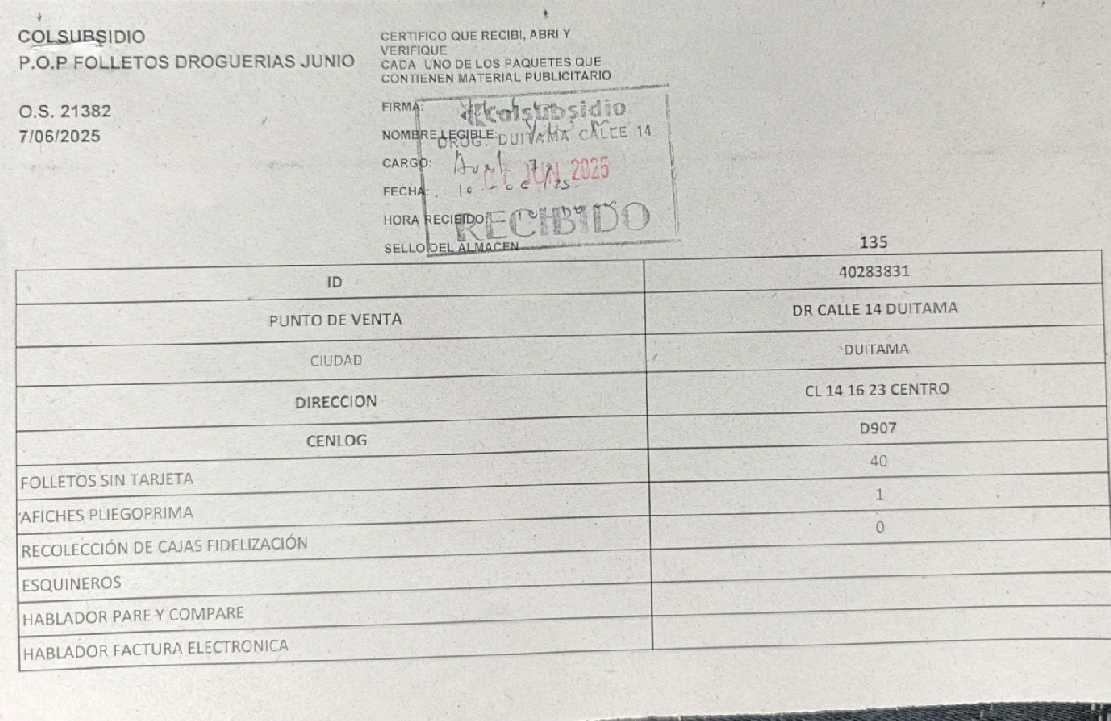 COLSUBSIDIO
P.O.P FOLLETOS DROGUERIAS JUNIO
O.S. 21382
7/06/2025
CERTIFICO QUE RECIBI, ABRI Y
VERIFIQUE
CADA UNO DE LOS PAQUETES QUE
CONTIENEN MATERIAL PUBLICITARIO
FIRMA:
colsubsidio
NOMBRE LEGIBLE:
DROG. DUITAMA CALLE 14
CARGO:
JUN 2025
FECHA:
HORA RECIBIDO
RECIBIDO
SELLO DEL ALMACEN
135
ID 40283831
PUNTO DE VENTA DR CALLE 14 DUITAMA
CIUDAD DUITAMA
DIRECCION CL 14 16 23 CENTRO
CENLOG D907
FOLLETOS SIN TARJETA 40
AFICHES PLIEGOPRIMA 1
RECOLECCIÓN DE CAJAS FIDELIZACIÓN 0
ESQUINEROS
HABLADOR PARE Y COMPARE
HABLADOR FACTURA ELECTRONICA